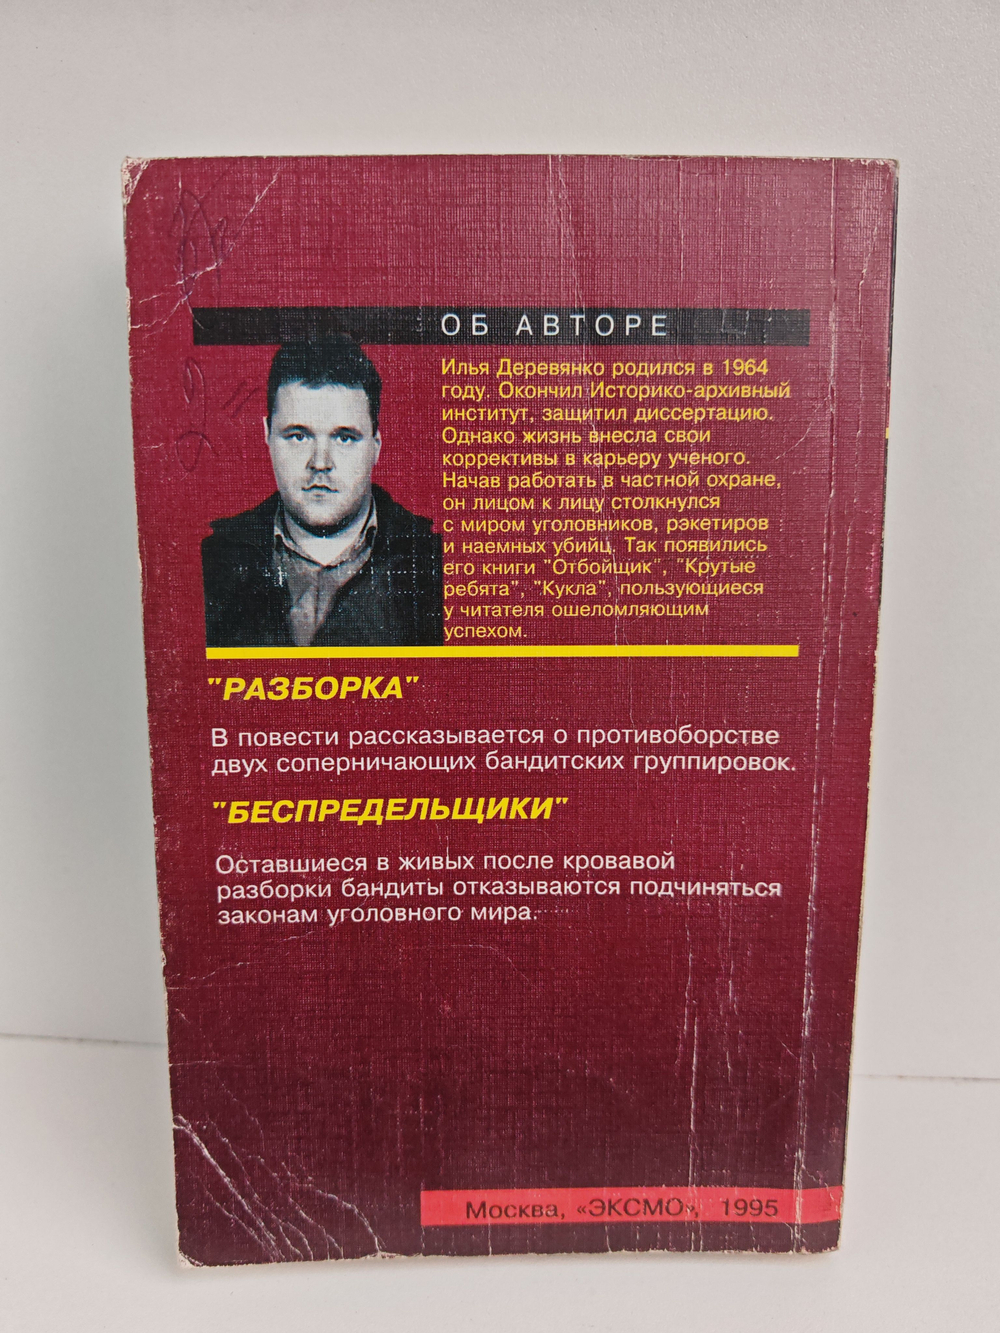 ОБ АВТОРЕ
Илья Деревянко родился в 1964
году. Окончил Историко-архивный
институт, защитил диссертацию.
Однако жизнь внесла свои
коррективы в карьеру ученого.
Начав работать в частной охране,
он лицом к лицу столкнулся
с миром уголовников, рэкетиров
и наемных убийц. Так появились
его книги "Отбойщик", "Крутые
ребята", "Кукла", пользующиеся
у читателя ошеломляющим
успехом.
"РАЗБОРКА"
В повести рассказывается о противоборстве
двух соперничающих бандитских группировок.
"БЕСПРЕДЕЛЬЩИКИ"
Оставшиеся в живых после кровавой
разборки бандиты отказываются подчиняться
законам уголовного мира.
Москва, «ЭКСМО», 1995